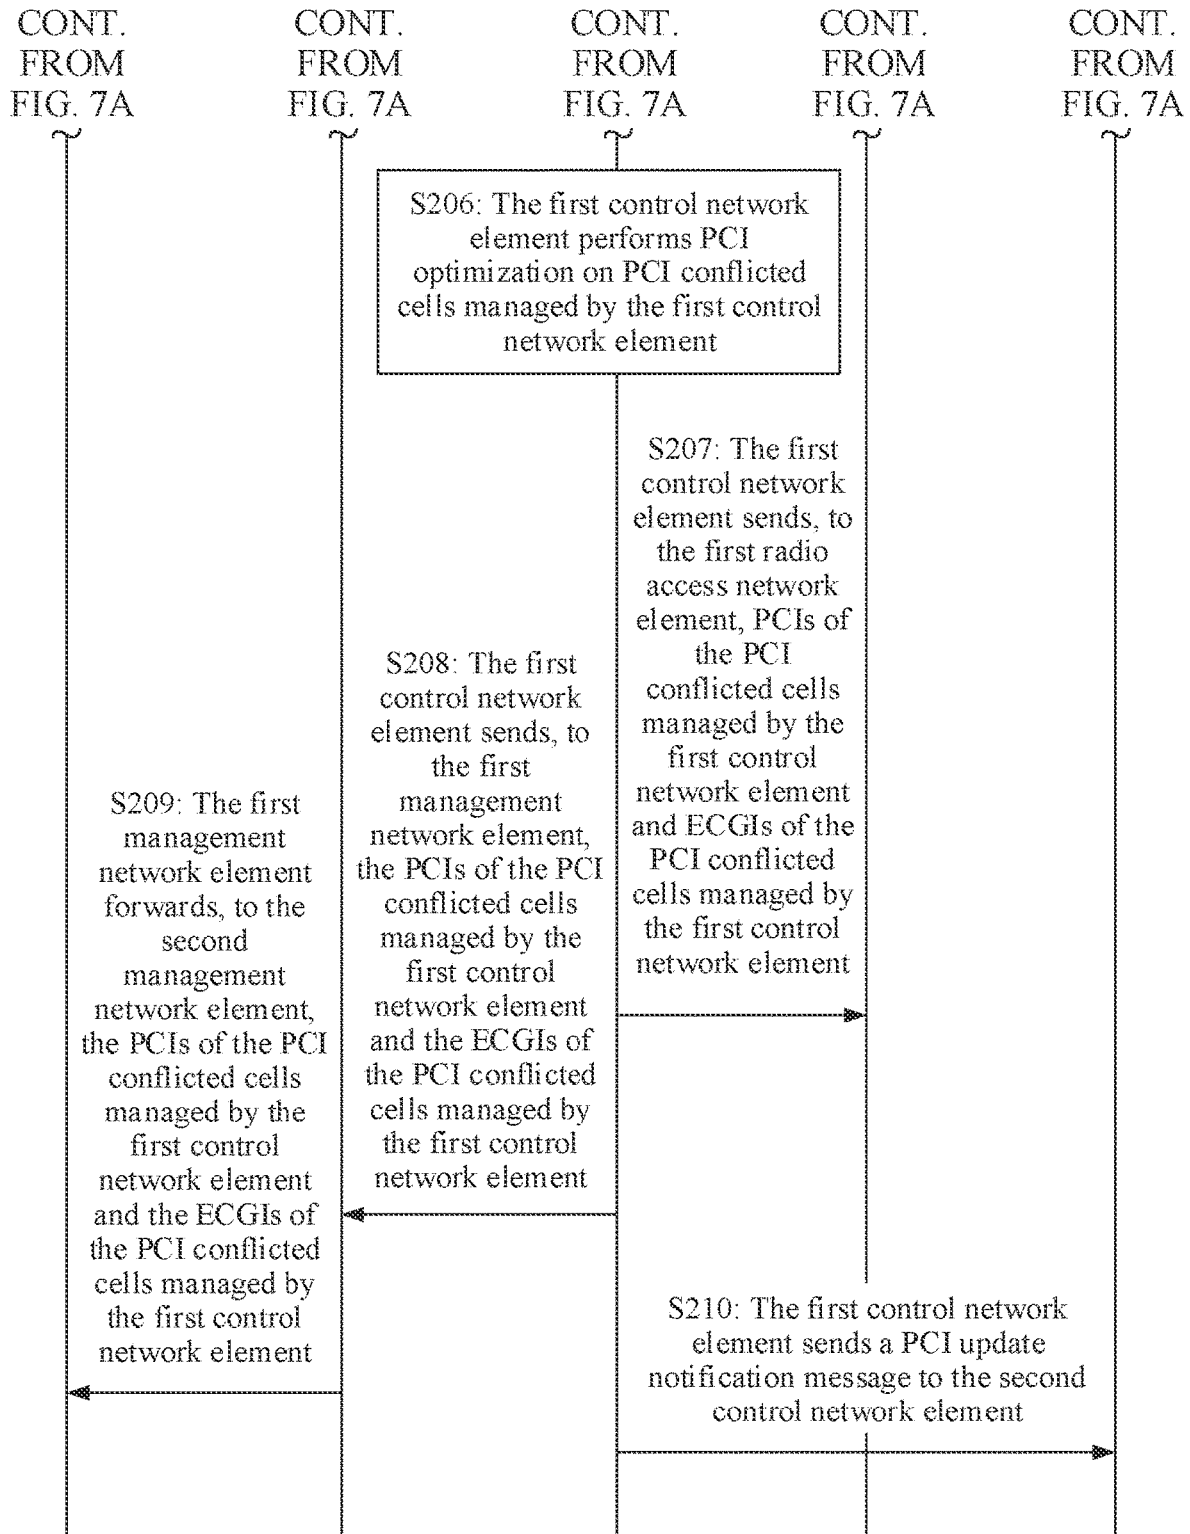 CONT.
FROM
FIG. 7A
CONT.
FROM
FIG. 7A
CONT.
FROM
FIG. 7A
CONT.
FROM
FIG. 7A
CONT.
FROM
FIG. 7A
S206: The first control network
element performs PCI
optimization on PCI conflicted
cells managed by the first control
network element
S207: The first
control network
element sends, to
the first radio
access network
element, PCIs of
the PCI
conflicted cells
managed by the
first control
network element
and ECGIs of the
PCI conflicted
cells managed by
the first control
network element
S208: The first
control network
element sends, to
the first
management
network element,
the PCIs of the PCI
conflicted cells
managed by the
first control
network element
and the ECGIs of
the PCI conflicted
cells managed by
the first control
network element
S209: The first
management
network element
forwards, to the
second
management
network element,
the PCIs of the PCI
conflicted cells
managed by the
first control
network element
and the ECGIs of
the PCI conflicted
cells managed by
the first control
network element
S210: The first control network
element sends a PCI update
notification message to the second
control network element